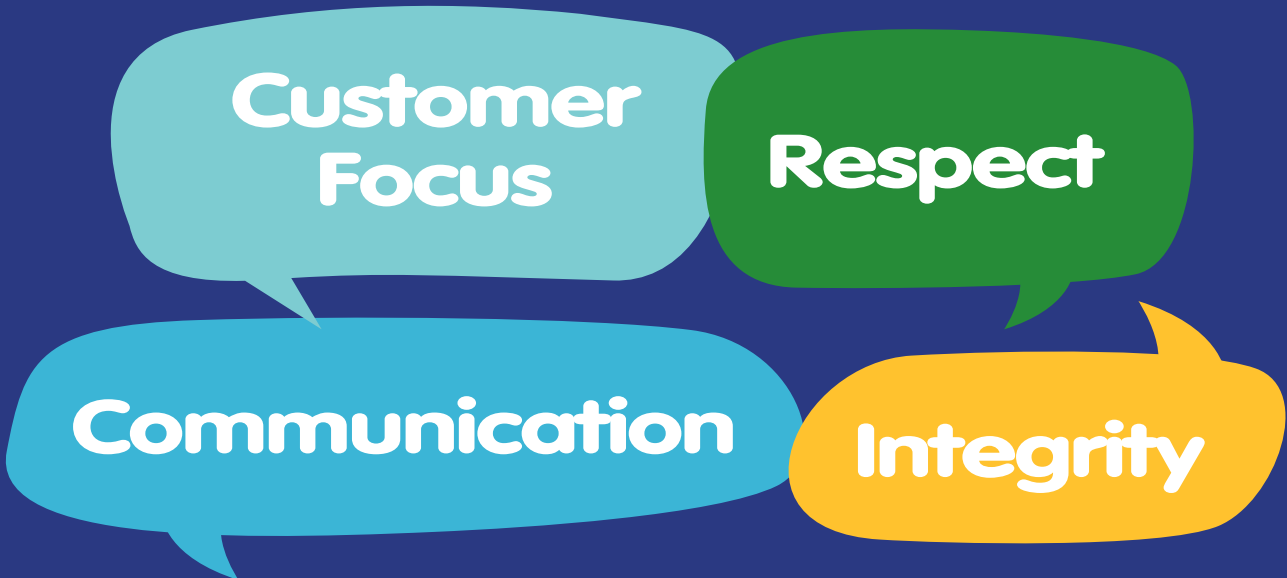 Customer
Focus
Respect
Communication
Integrity